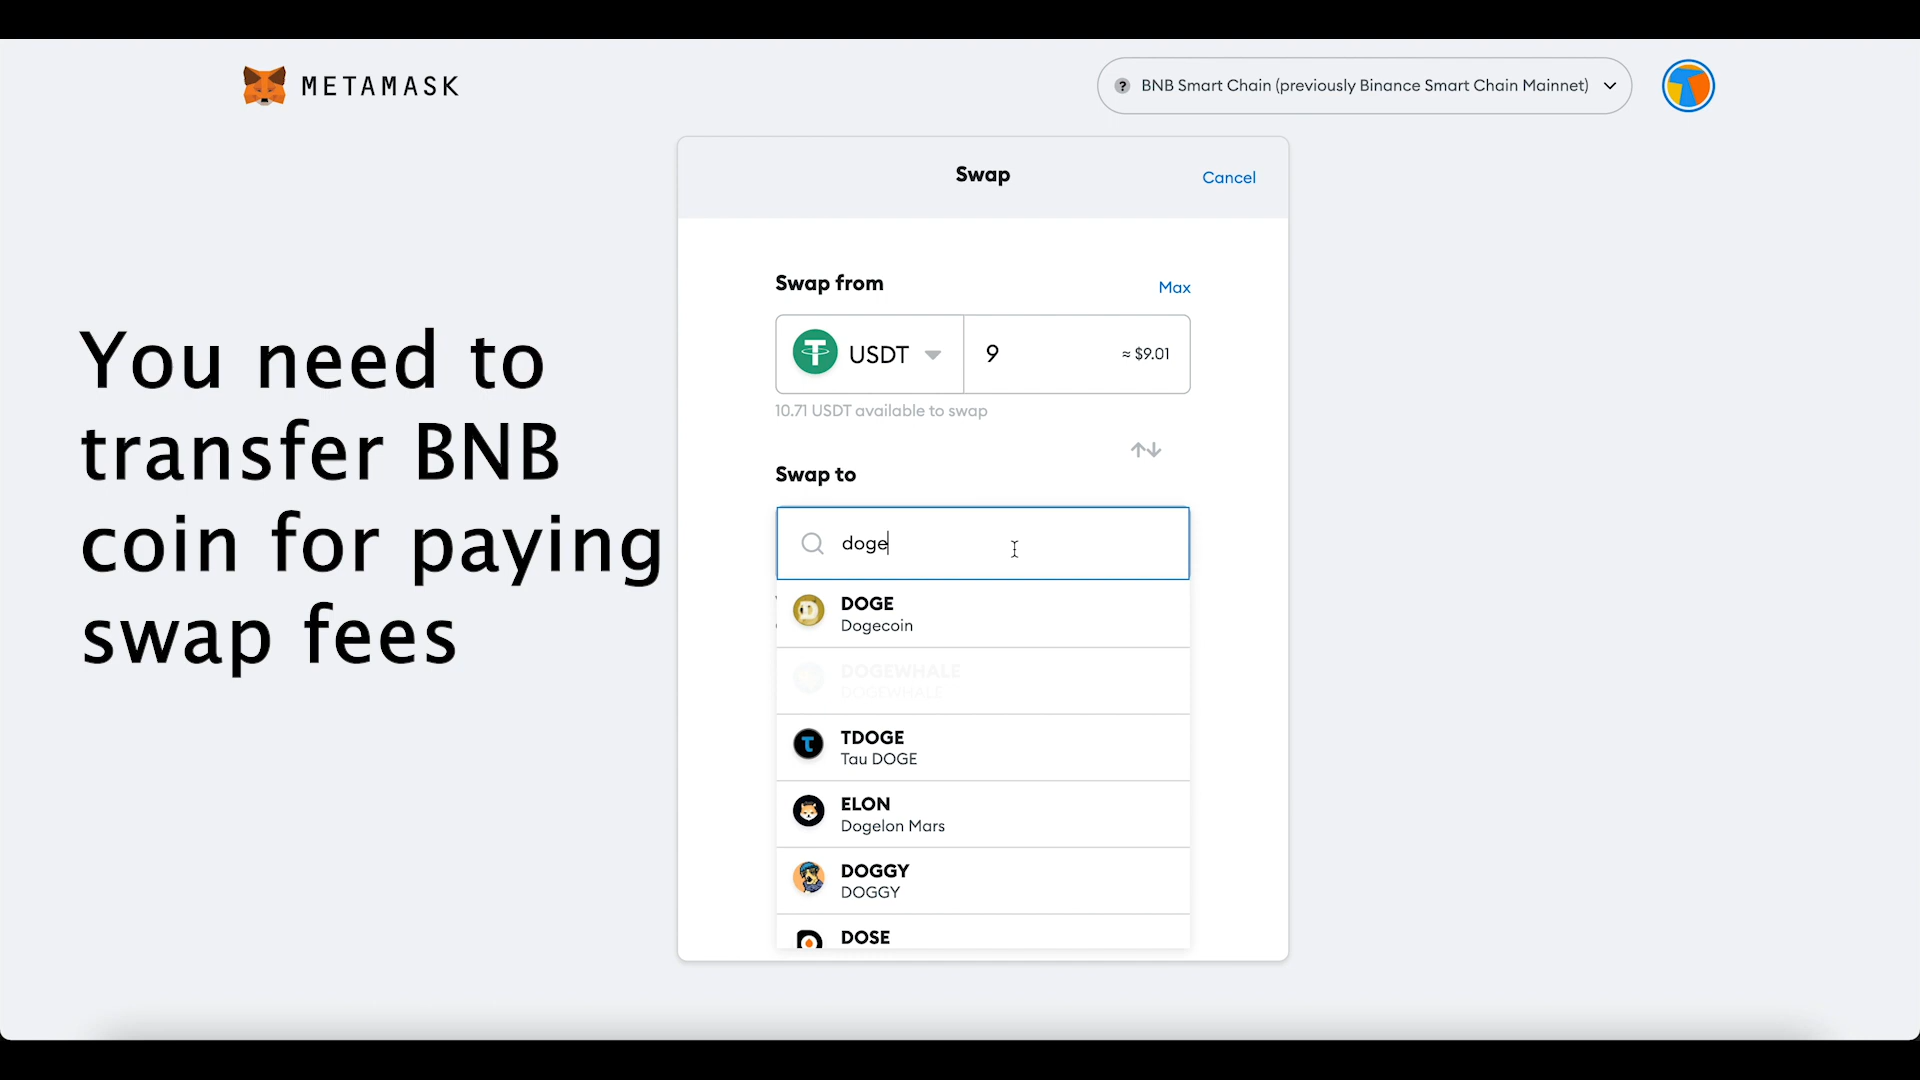 METAMASK
? BNB Smart Chain (previously Binance Smart Chain Mainnet)
Swap
Cancel
Swap from
Max
USDT
9
≈ $9.01
10.71 USDT available to swap
Swap to
doge
DOGE
Dogecoin
DOGEWHALE
DOGEWHALE
TDOGE
Tau DOGE
ELON
Dogelon Mars
DOGGY
DOGGY
DOSE
You need to
transfer BNB
coin for paying
swap fees